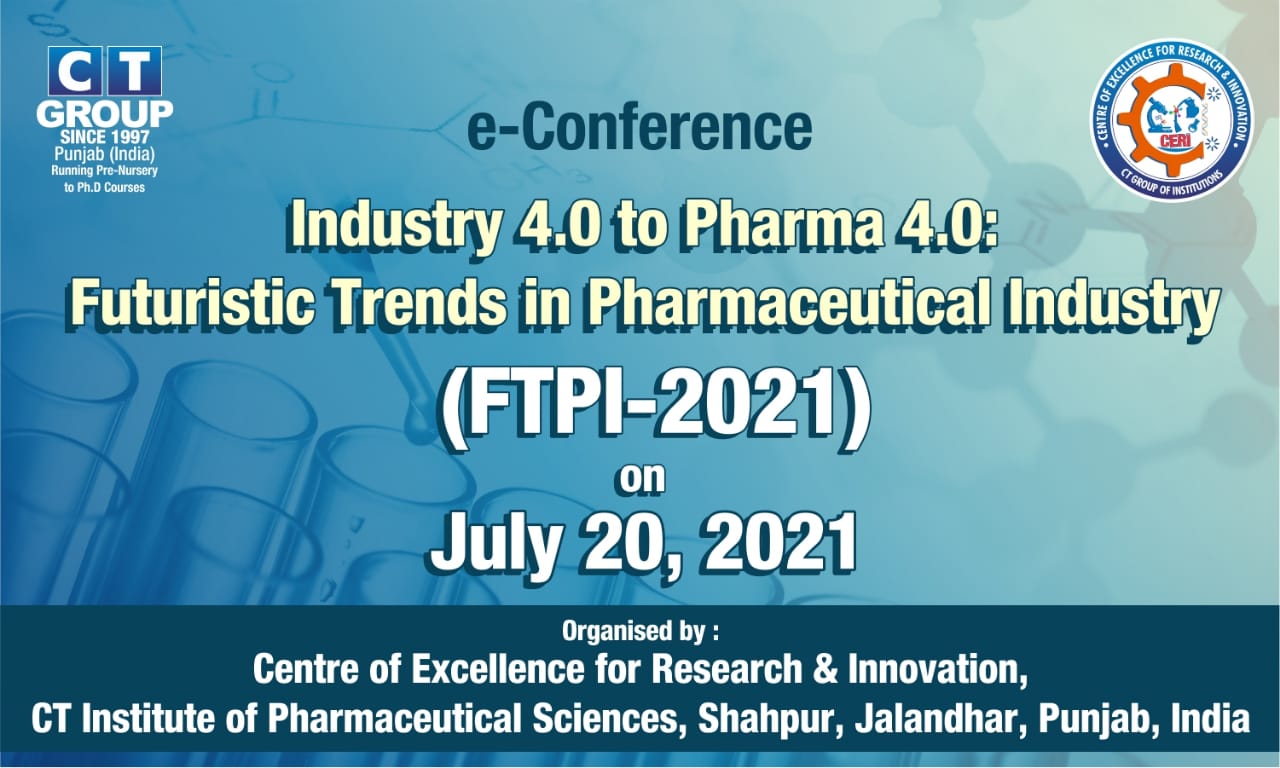 C T
GROUP
SINCE 1997
Punjab (India)
Running Pre-Nursery
to Ph.D Courses
CENTRE OF EXCELLENCE FOR RESEARCH & INNOVATION
CERI
CT GROUP OF INSTITUTIONS
e-Conference
Industry 4.0 to Pharma 4.0:
Futuristic Trends in Pharmaceutical Industry
(FTPI-2021)
on
July 20, 2021
Organised by :
Centre of Excellence for Research & Innovation,
CT Institute of Pharmaceutical Sciences, Shahpur, Jalandhar, Punjab, India